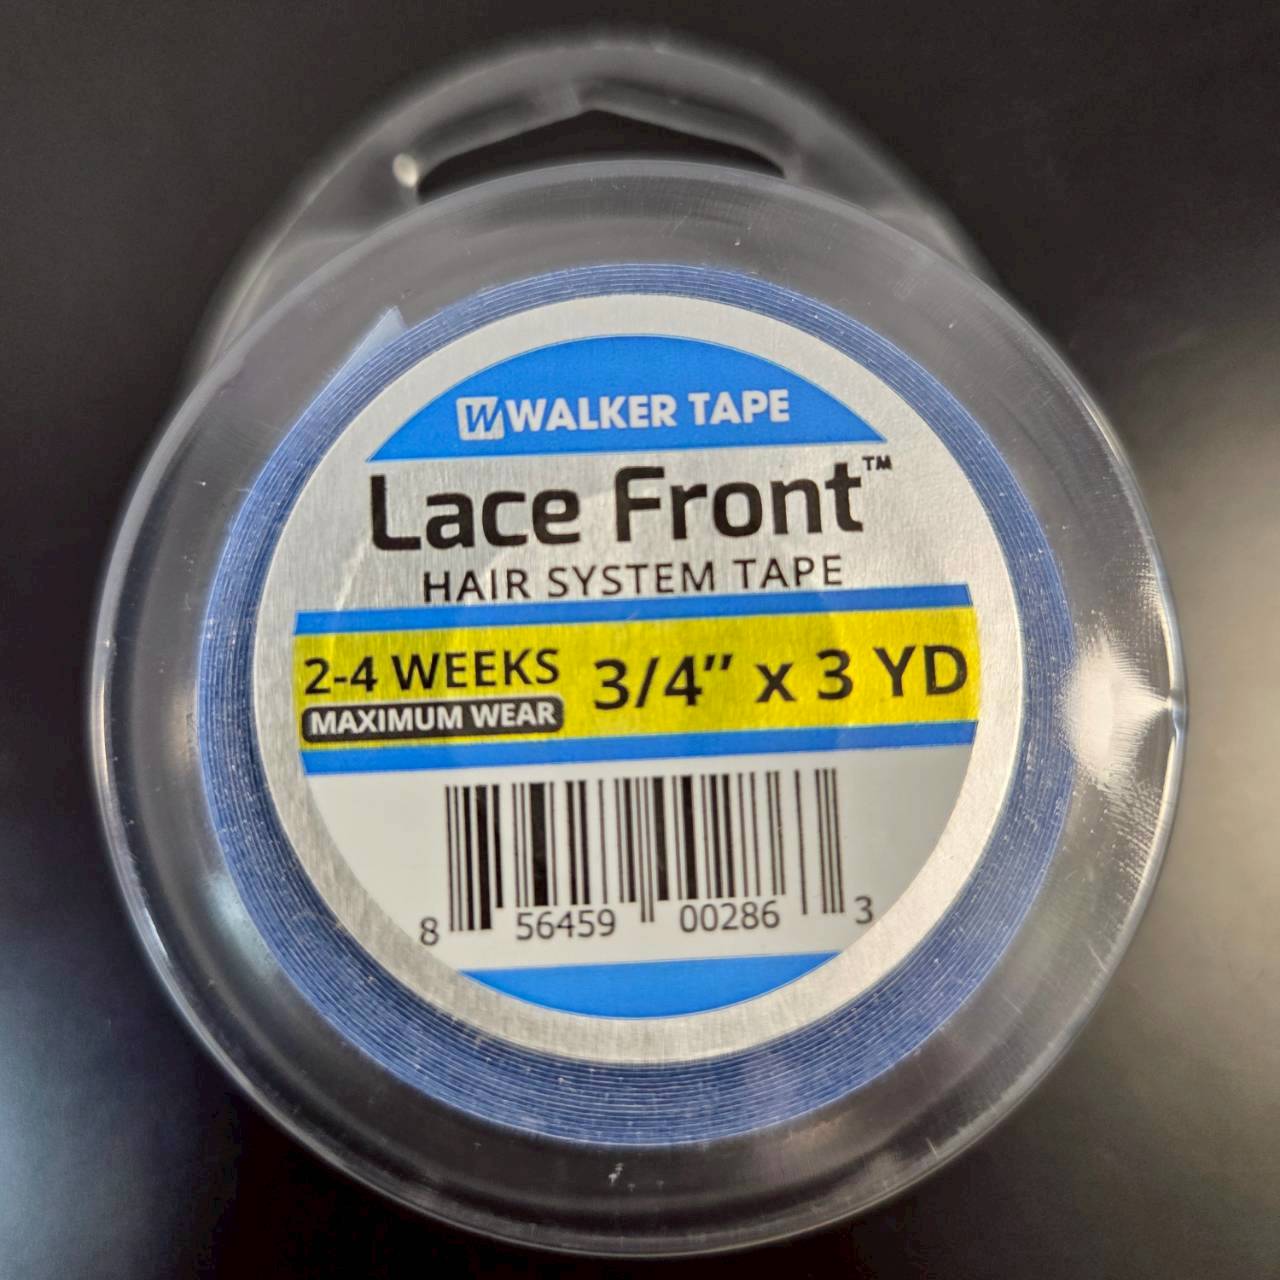 W WALKER TAPE
Lace Front™
HAIR SYSTEM TAPE
2-4 WEEKS
MAXIMUM WEAR
3/4" x 3 YD
8 56459 00286 3